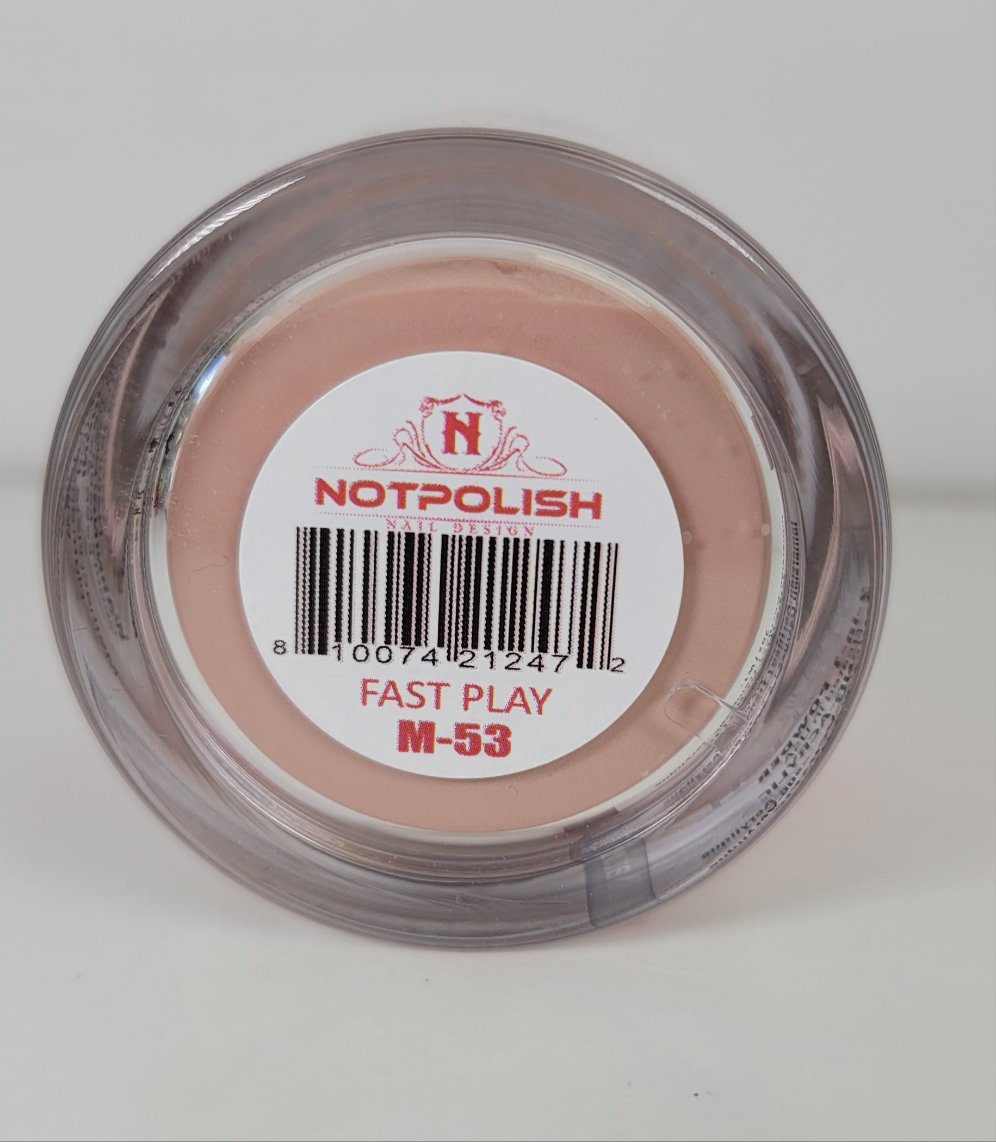 N
NOTPOLISH
NAIL DESIGN
8 10074 21247 2
FAST PLAY
M-53